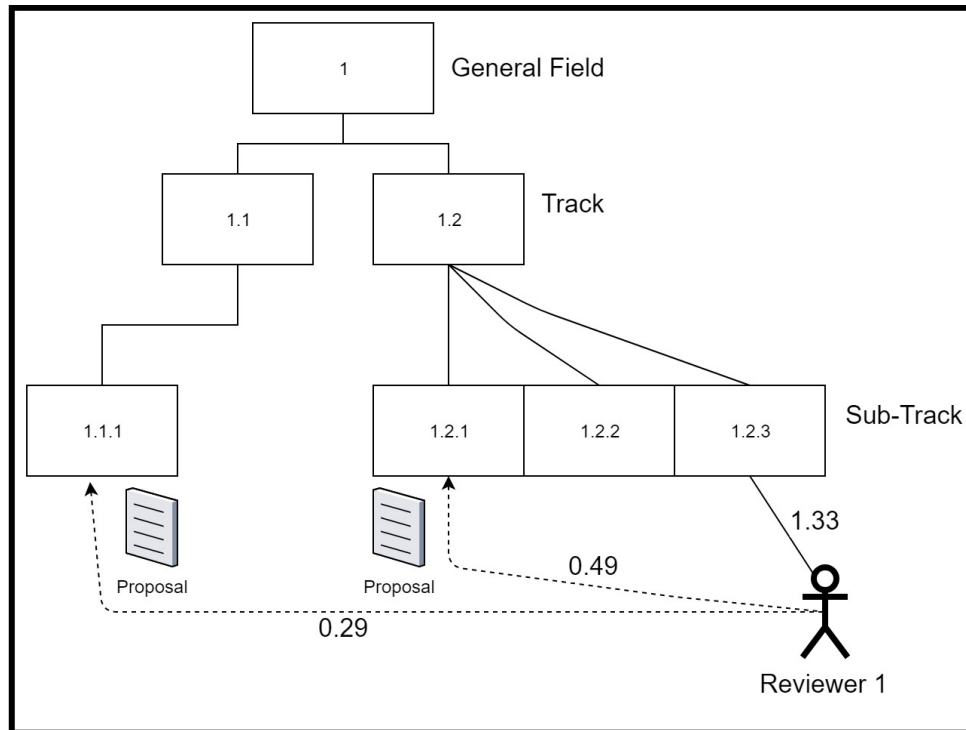 1
General Field
1.1
1.2
Track
1.1.1
1.2.1
1.2.2
1.2.3
Sub-Track
1.33
Proposal
Proposal
0.49
0.29
Reviewer 1